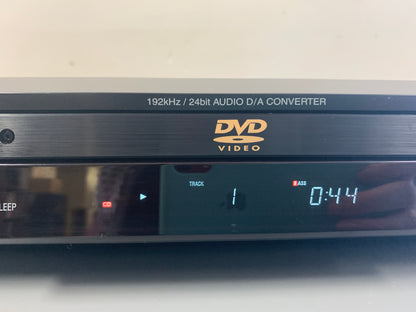 192kHz / 24bit AUDIO D/A CONVERTER
DVD
VIDEO
TRACK
LEEP CD 1 0:44